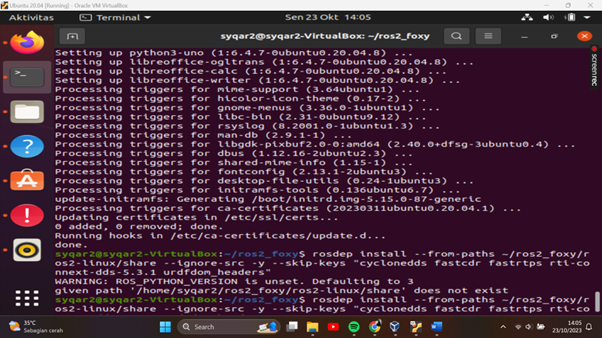 Ubuntu 20.04 [Running] - Oracle VM VirtualBox
Aktivitas
Terminal
Sen 23 Okt 14:05
syqar2@syqar2-VirtualBox: ~/ros2_foxy
Setting up python3-uno (1:6.4.7-0ubuntu0.20.04.8) ...
Setting up libreoffice-ogltrans (1:6.4.7-0ubuntu0.20.04.8) ...
Setting up libreoffice-calc (1:6.4.7-0ubuntu0.20.04.8) ...
Setting up libreoffice-writer (1:6.4.7-0ubuntu0.20.04.8) ...
Processing triggers for mime-support (3.64ubuntu1) ...
Processing triggers for hicolor-icon-theme (0.17-2) ...
Processing triggers for gnome-menus (3.36.0-1ubuntu1) ...
Processing triggers for libc-bin (2.31-0ubuntu9.12) ...
Processing triggers for rsyslog (8.2001.0-1ubuntu1.3) ...
Processing triggers for man-db (2.9.1-1) ...
Processing triggers for libgdk-pixbuf2.0-0:amd64 (2.40.0+dfsg-3ubuntu0.4) ...
Processing triggers for dbus (1.12.16-2ubuntu2.3) ...
Processing triggers for shared-mime-info (1.15-1) ...
Processing triggers for fontconfig (2.13.1-2ubuntu3) ...
Processing triggers for desktop-file-utils (0.24-1ubuntu3) ...
Processing triggers for initramfs-tools (0.136ubuntu6.7) ...
update-initramfs: Generating /boot/initrd.img-5.15.0-87-generic
Processing triggers for ca-certificates (20230311ubuntu0.20.04.1) ...
Updating certificates in /etc/ssl/certs...
0 added, 0 removed; done.
Running hooks in /etc/ca-certificates/update.d...
done.
syqar2@syqar2-VirtualBox:~/ros2_foxy$ rosdep install --from-paths ~/ros2_foxy/r
os2-linux/share --ignore-src -y --skip-keys "cyclonedds fastcdr fastrtps rti-co
nnext-dds-5.3.1 urdfdom_headers"
WARNING: ROS_PYTHON_VERSION is unset. Defaulting to 3
given path '/home/syqar2/ros2_foxy/ros2-linux/share' does not exist
syqar2@syqar2-VirtualBox:~/ros2_foxy$ rosdep install --from-paths ~/ros2_foxy/r
os2-linux/share --ignore-src -y --skip-keys "cyclonedds fastcdr fastrtps rti-co
screenrec
35°C
Sebagian cerah
Search
14:05
23/10/2023